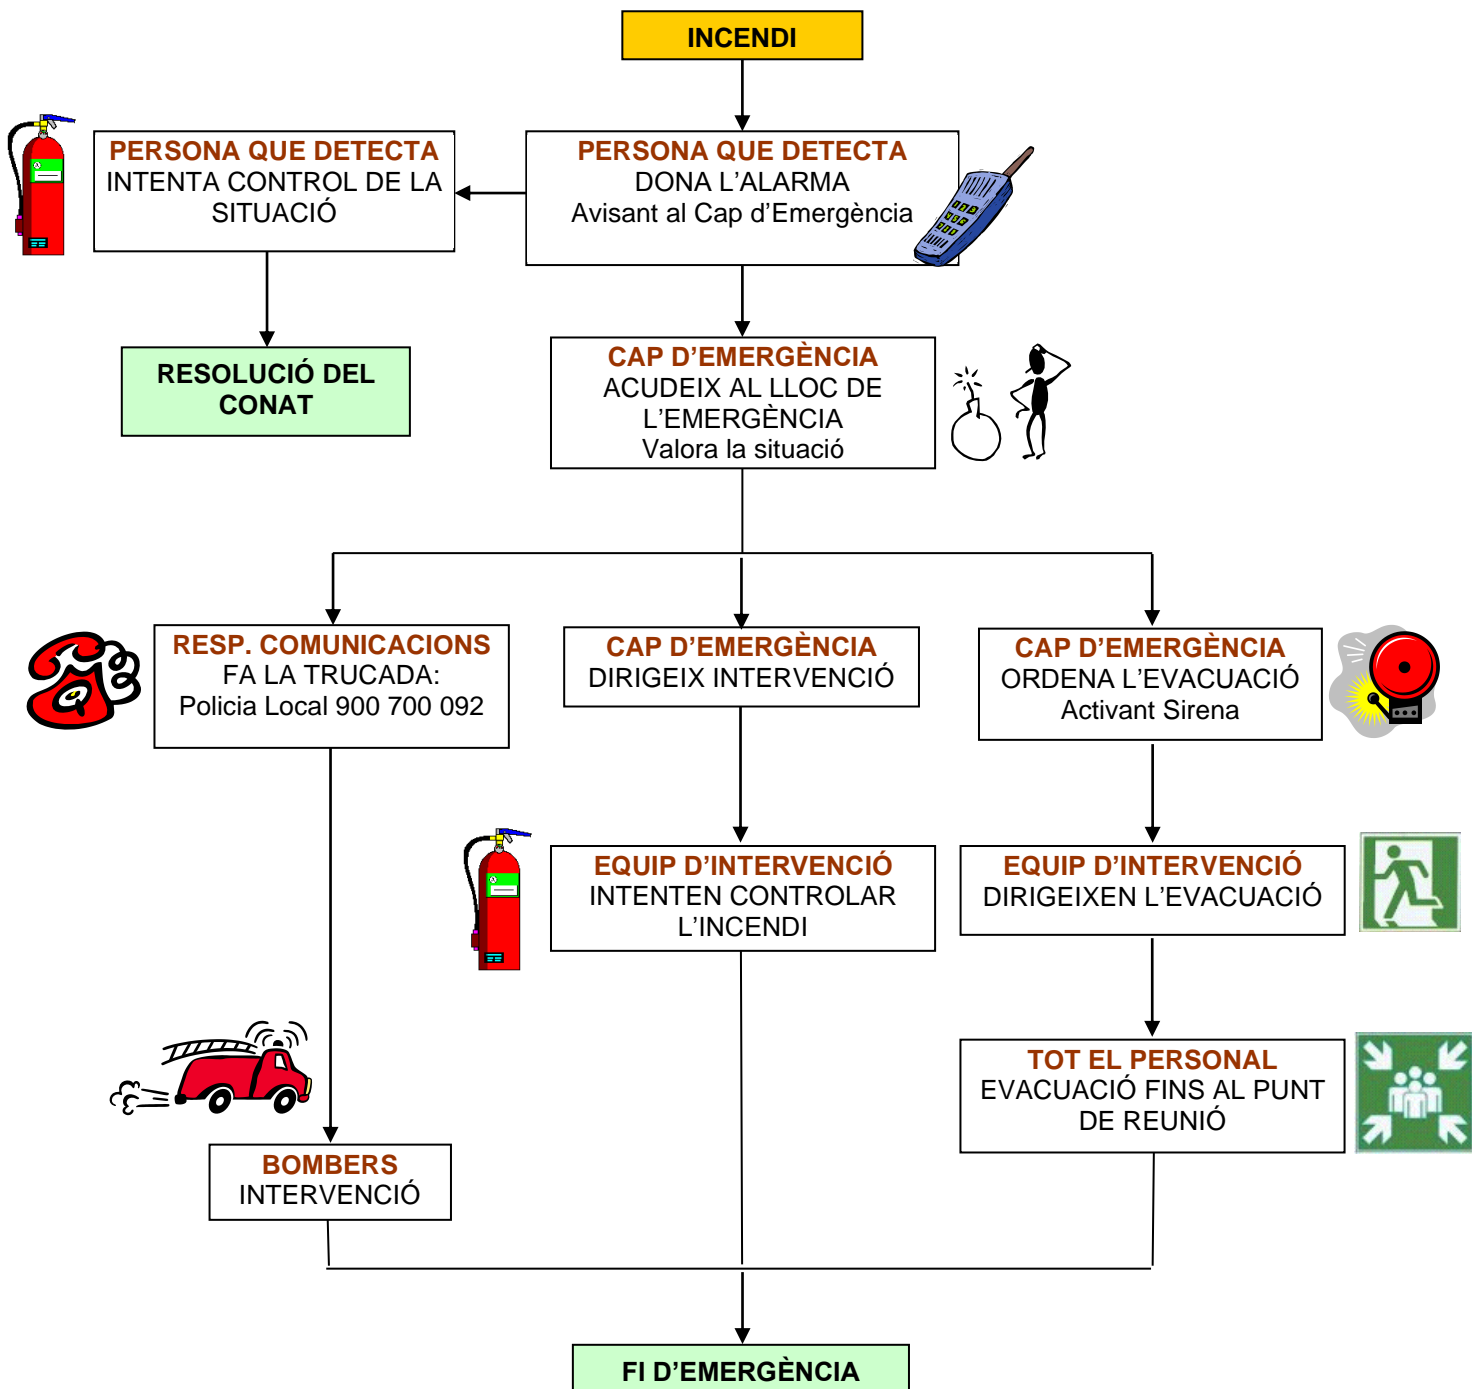 INCENDI
PERSONA QUE DETECTA
INTENTA CONTROL DE LA
SITUACIÓ
PERSONA QUE DETECTA
DONA L’ALARMA
Avisant al Cap d’Emergència
RESOLUCIÓ DEL
CONAT
CAP D’EMERGÈNCIA
ACUDEIX AL LLOC DE
L’EMERGÈNCIA
Valora la situació
RESP. COMUNICACIONS
FA LA TRUCADA:
Policia Local 900 700 092
CAP D’EMERGÈNCIA
DIRIGEIX INTERVENCIÓ
CAP D’EMERGÈNCIA
ORDENA L’EVACUACIÓ
Activant Sirena
EQUIP D’INTERVENCIÓ
INTENTEN CONTROLAR
L’INCENDI
EQUIP D’INTERVENCIÓ
DIRIGEIXEN L’EVACUACIÓ
TOT EL PERSONAL
EVACUACIÓ FINS AL PUNT
DE REUNIÓ
BOMBERS
INTERVENCIÓ
FI D’EMERGÈNCIA